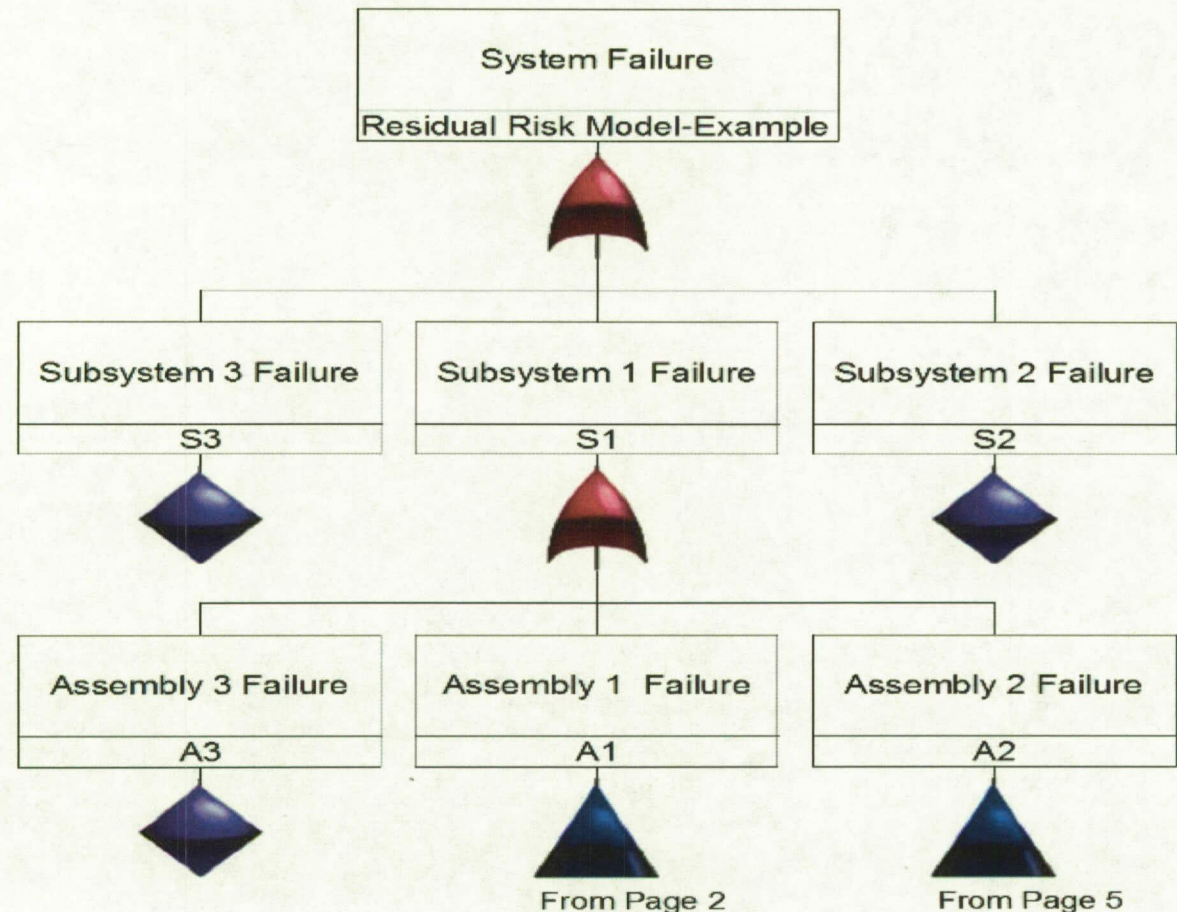 System Failure
Residual Risk Model-Example
Subsystem 3 Failure
Subsystem 1 Failure
Subsystem 2 Failure
S3
S1
S2
Assembly 3 Failure
Assembly 1 Failure
Assembly 2 Failure
A3
A1
A2
From Page 2
From Page 5